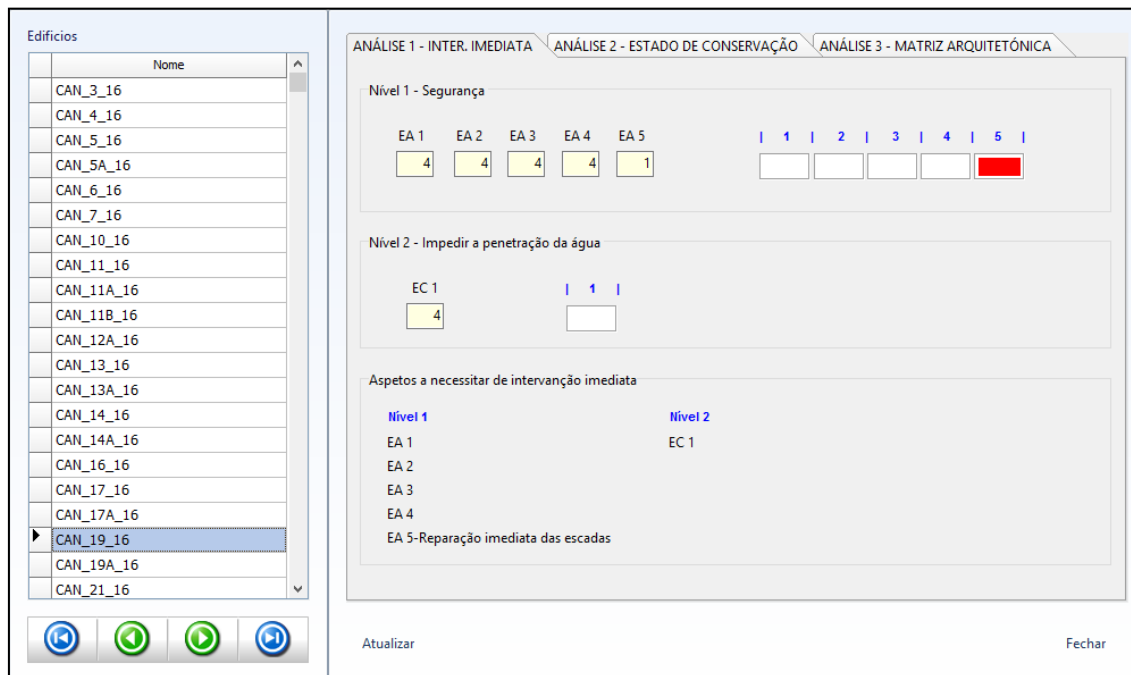 Edificios
Nome
CAN_3_16
CAN_4_16
CAN_5_16
CAN_5A_16
CAN_6_16
CAN_7_16
CAN_10_16
CAN_11_16
CAN_11A_16
CAN_11B_16
CAN_12A_16
CAN_13_16
CAN_13A_16
CAN_14_16
CAN_14A_16
CAN_16_16
CAN_17_16
CAN_17A_16
CAN_19_16
CAN_19A_16
CAN_21_16
ANÁLISE 1 - INTER. IMEDIATA ANÁLISE 2 - ESTADO DE CONSERVAÇÃO ANÁLISE 3 - MATRIZ ARQUITETÓNICA
Nível 1 - Segurança
EA 1 EA 2 EA 3 EA 4 EA 5 | 1 | 2 | 3 | 4 | 5 |
4 4 4 4 1
Nível 2 - Impedir a penetração da água
EC 1 | 1 |
4
Aspetos a necessitar de intervanção imediata
Nível 1 Nível 2
EA 1 EC 1
EA 2
EA 3
EA 4
EA 5-Reparação imediata das escadas
Atualizar Fechar